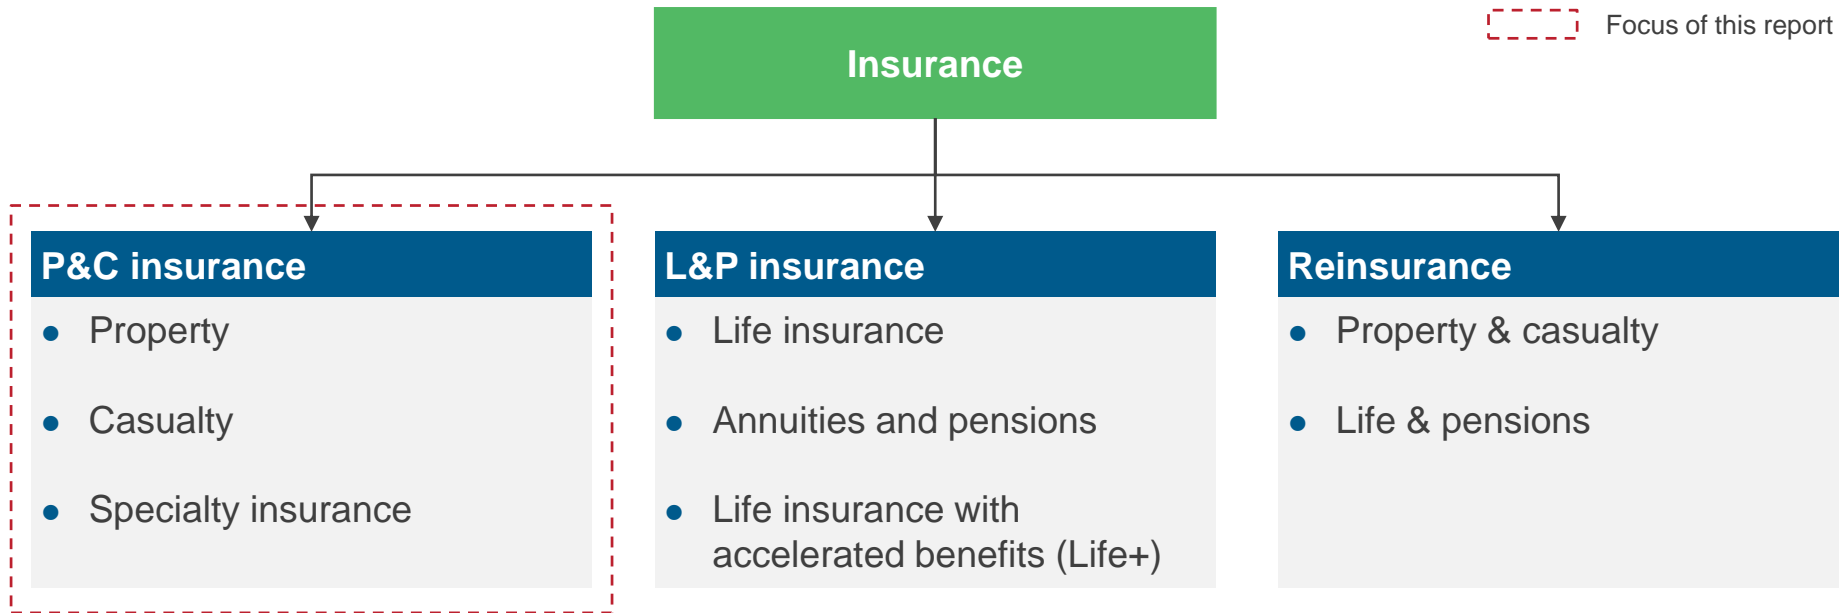 Focus of this report
Insurance
P&C insurance
● Property
● Casualty
● Specialty insurance
L&P insurance
● Life insurance
● Annuities and pensions
● Life insurance with
accelerated benefits (Life+)
Reinsurance
● Property & casualty
● Life & pensions